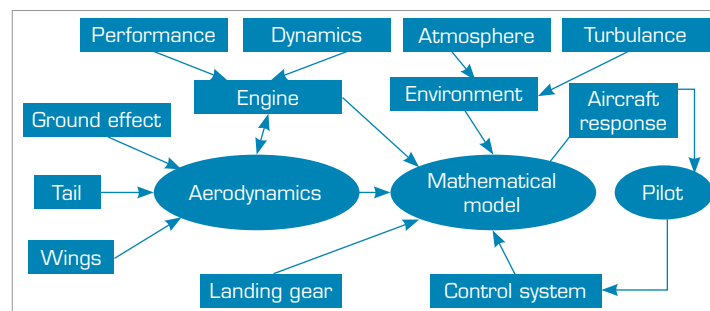 Performance
Dynamics
Atmosphere
Turbulance
Engine
Environment
Aircraft
response
Ground effect
Tail
Aerodynamics
Mathematical
model
Pilot
Wings
Landing gear
Control system